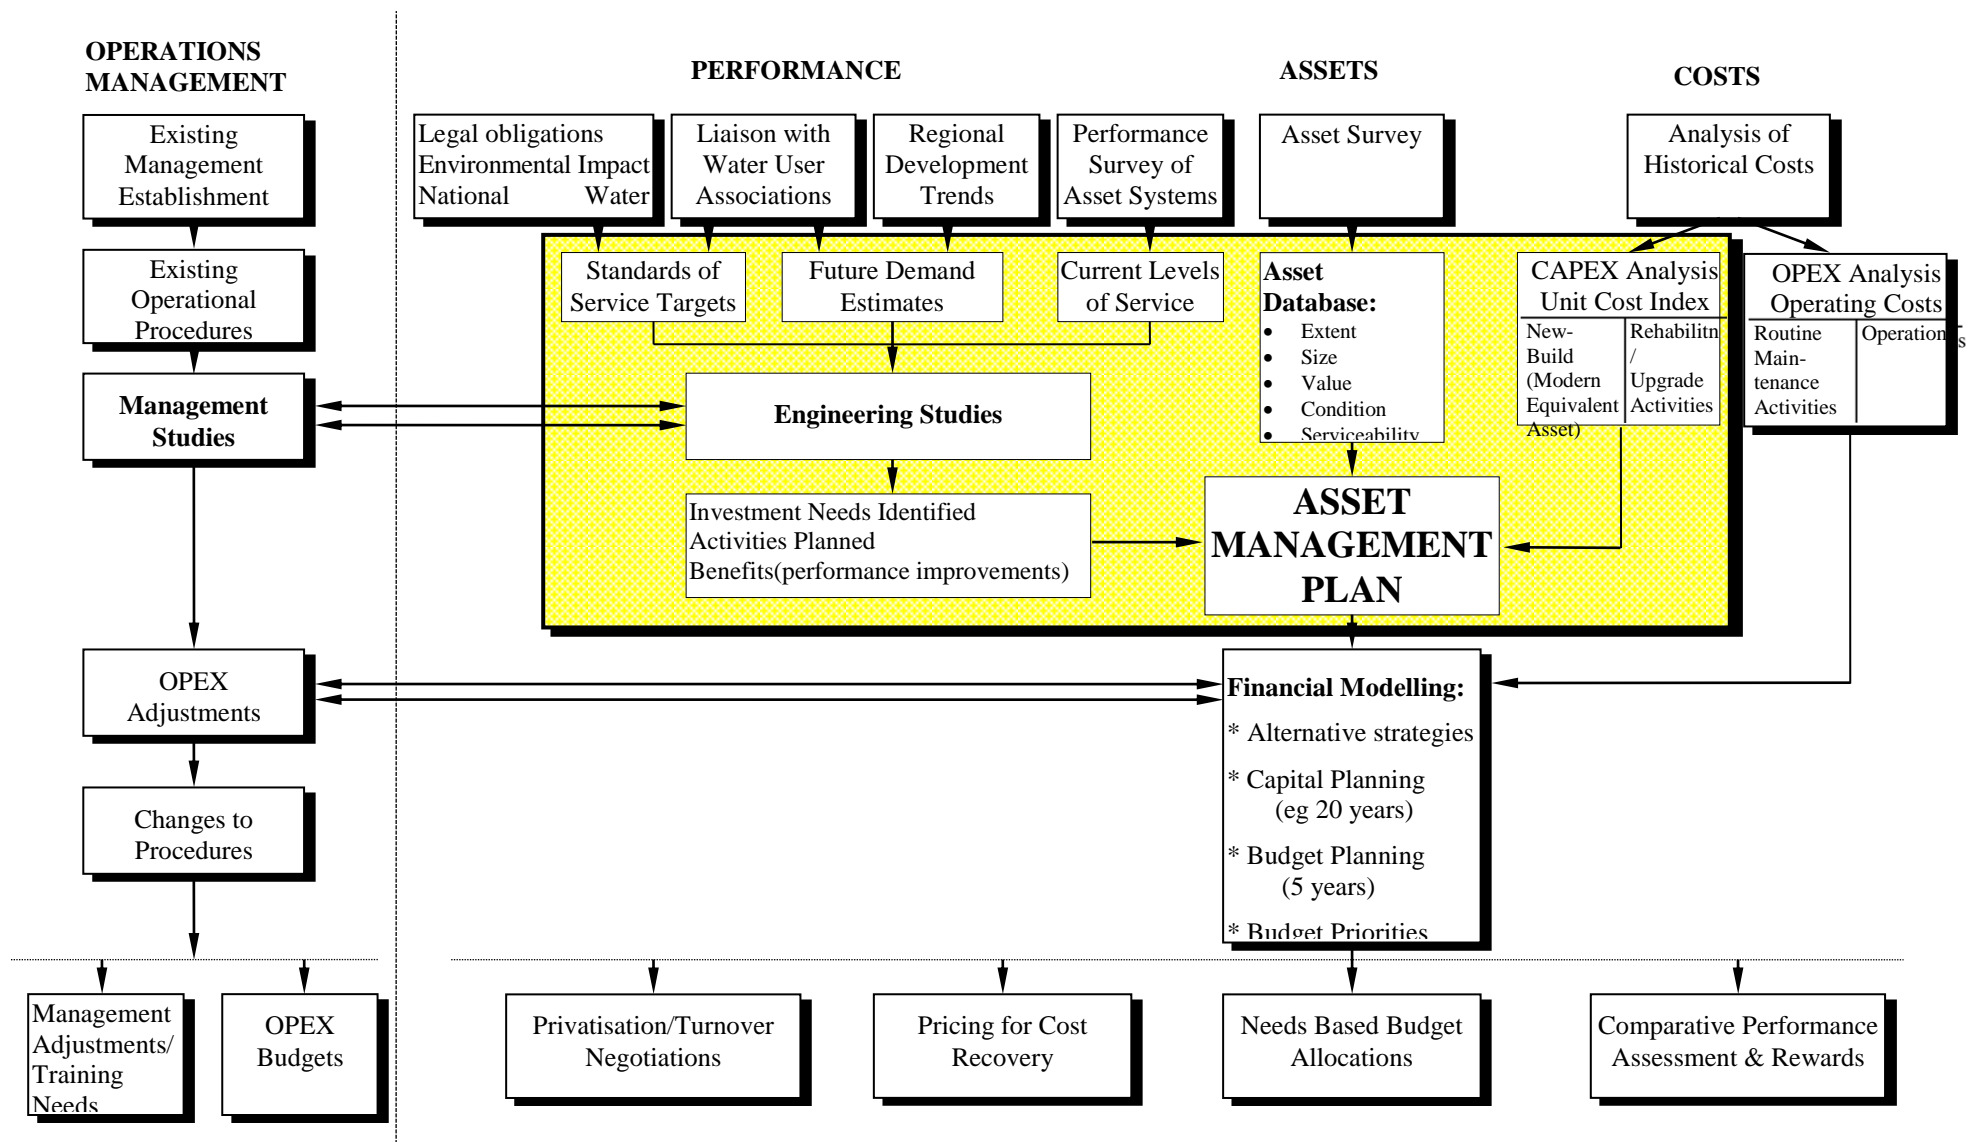 OPERATIONS
MANAGEMENT
PERFORMANCE
ASSETS
COSTS
Existing
Management
Establishment
Legal obligations
Environmental Impact
National Water
Liaison with
Water User
Associations
Regional
Development
Trends
Performance
Survey of
Asset Systems
Asset Survey
Analysis of
Historical Costs
Existing
Operational
Procedures
Standards of
Service Targets
Future Demand
Estimates
Current Levels
of Service
Asset
Database:
• Extent
• Size
• Value
• Condition
• Serviceability
CAPEX Analysis
Unit Cost Index
New-
Build
(Modern
Equivalent
Asset)
Rehabilitn
/
Upgrade
Activities
OPEX Analysis
Operating Costs
Routine
Main-
tenance
Activities
Operation-
s
Management
Studies
Engineering Studies
Investment Needs Identified
Activities Planned
Benefits(performance improvements)
ASSET
MANAGEMENT
PLAN
OPEX
Adjustments
Financial Modelling:
* Alternative strategies
* Capital Planning
(eg 20 years)
* Budget Planning
(5 years)
* Budget Priorities
Changes to
Procedures
Management
Adjustments/
Training
Needs
OPEX
Budgets
Privatisation/Turnover
Negotiations
Pricing for Cost
Recovery
Needs Based Budget
Allocations
Comparative Performance
Assessment & Rewards